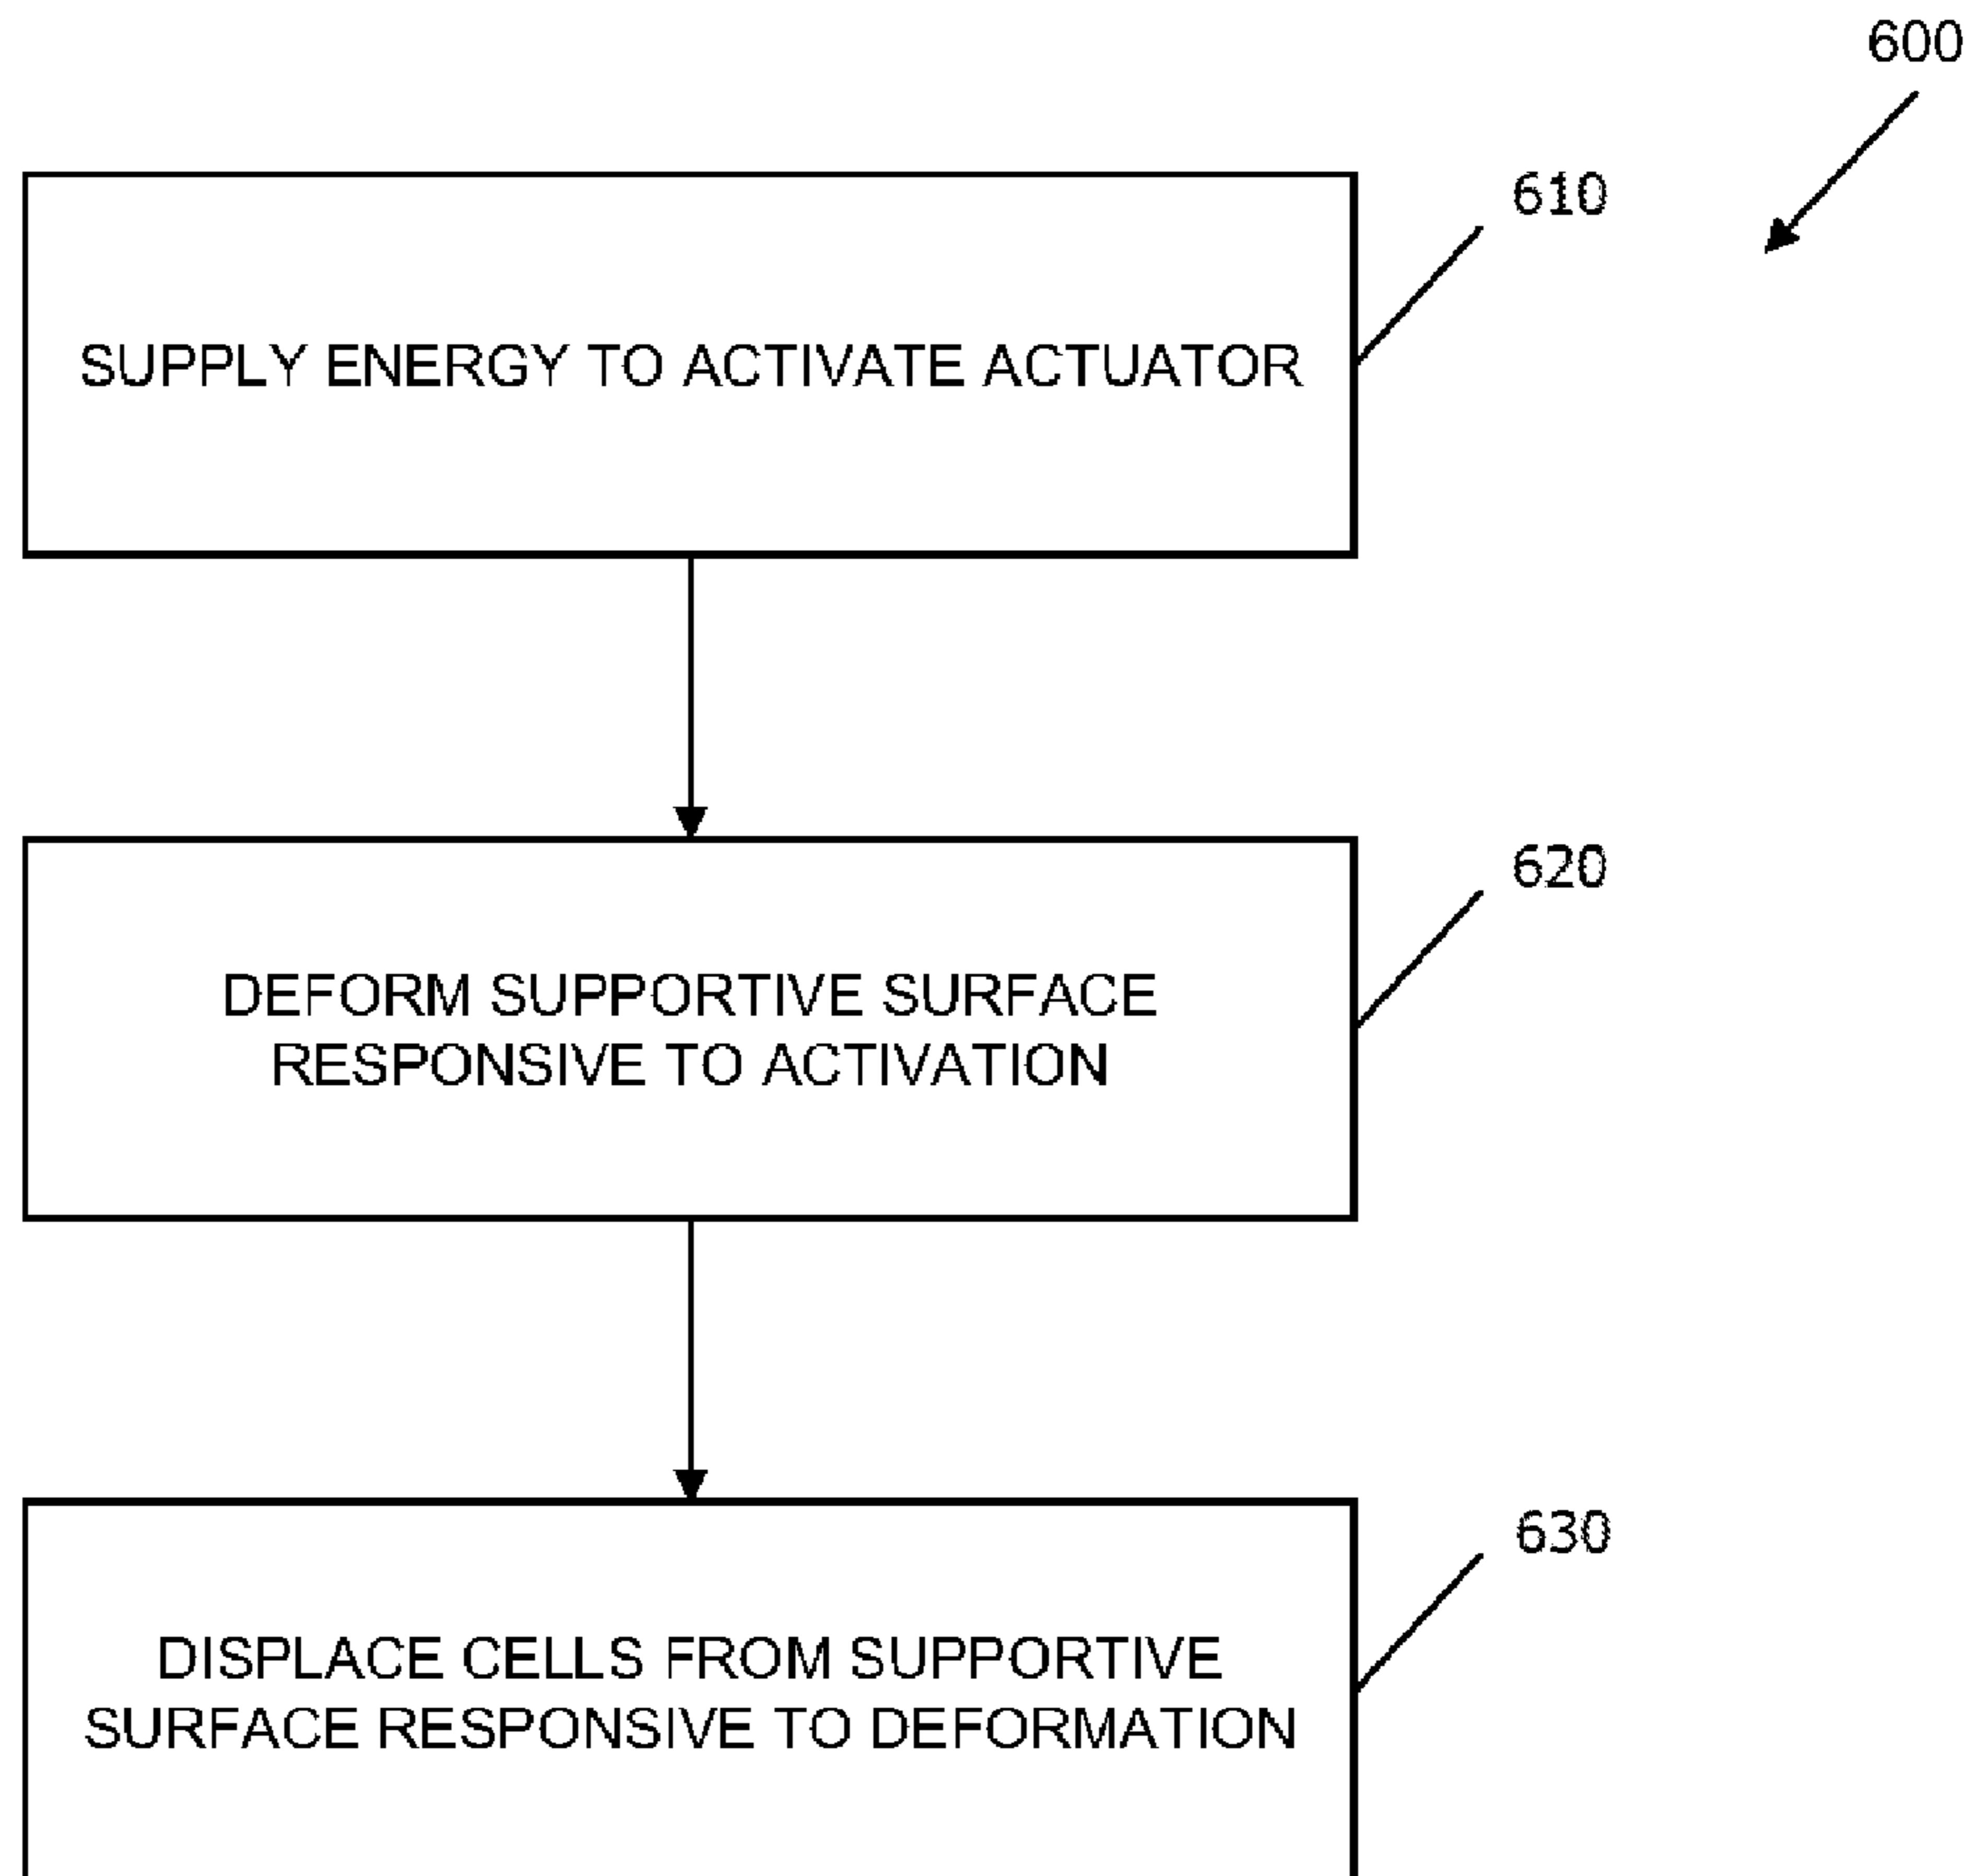 600
610
SUPPLY ENERGY TO ACTIVATE ACTUATOR
620
DEFORM SUPPORTIVE SURFACE
RESPONSIVE TO ACTIVATION
630
DISPLACE CELLS FROM SUPPORTIVE
SURFACE RESPONSIVE TO DEFORMATION